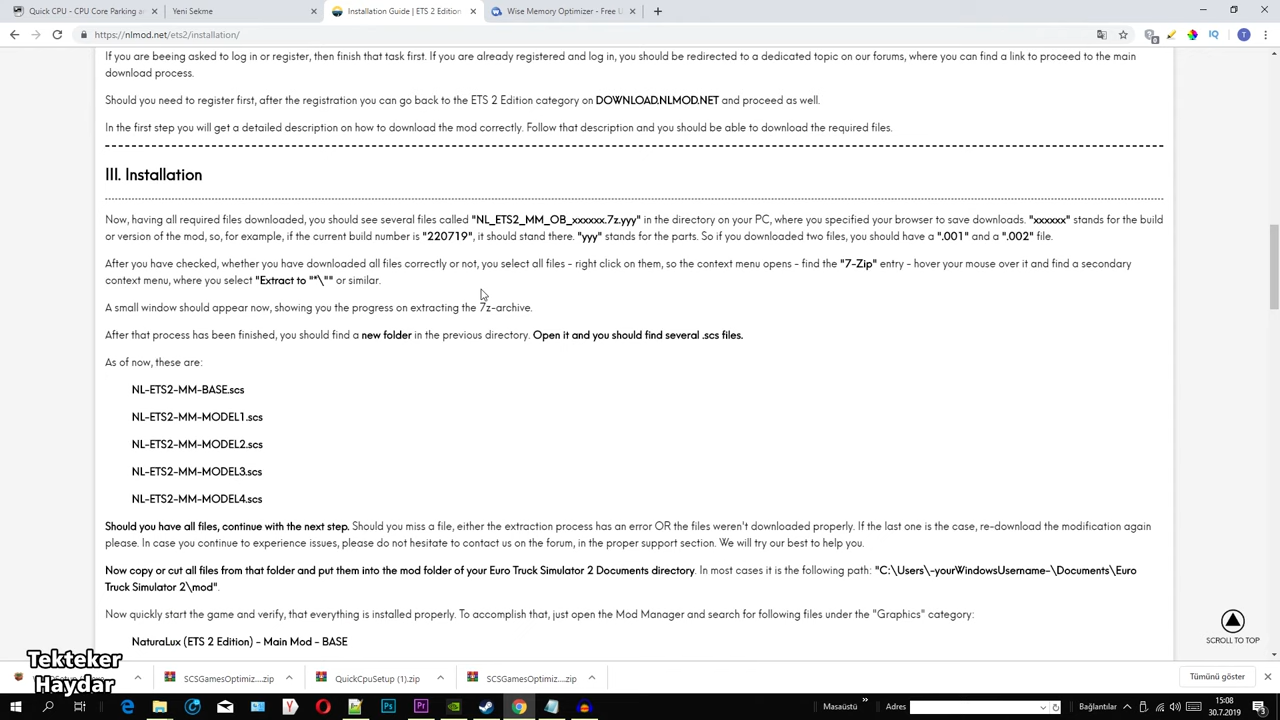 Quick CPU - CPU Core Parking an
Yeni Sekme
Installation Guide | ETS 2 Edition
Wise Memory Optimizer - Free U
https://nlmod.net/ets2/installation/
If you are beeing asked to log in or register, then finish that task first. If you are already registered and log in, you should be redirected to a dedicated topic on our forums, where you can find a link to proceed to the main
download process.
Should you need to register first, after the registration you can go back to the ETS 2 Edition category on DOWNLOAD.NLMOD.NET and proceed as well.
In the first step you will get a detailed description on how to download the mod correctly. Follow that description and you should be able to download the required files.
III. Installation
Now, having all required files downloaded, you should see several files called "NL_ETS2_MM_OB_xxxxxx.7z.yyy" in the directory on your PC, where you specified your browser to save downloads. "xxxxxx" stands for the build
or version of the mod, so, for example, if the current build number is "220719", it should stand there. "yyy" stands for the parts. So if you downloaded two files, you should have a ".001" and a ".002" file.
After you have checked, whether you have downloaded all files correctly or not, you select all files - right click on them, so the context menu opens - find the "7-Zip" entry - hover your mouse over it and find a secondary
context menu, where you select "Extract to "*\"" or similar.
A small window should appear now, showing you the progress on extracting the 7z-archive.
After that process has been finished, you should find a new folder in the previous directory. Open it and you should find several .scs files.
As of now, these are:
NL-ETS2-MM-BASE.scs
NL-ETS2-MM-MODEL1.scs
NL-ETS2-MM-MODEL2.scs
NL-ETS2-MM-MODEL3.scs
NL-ETS2-MM-MODEL4.scs
Should you have all files, continue with the next step. Should you miss a file, either the extraction process has an error OR the files weren't downloaded properly. If the last one is the case, re-download the modification again
please. In case you continue to experience issues, please do not hesitate to contact us on the forum, in the proper support section. We will try our best to help you.
Now copy or cut all files from that folder and put them into the mod folder of your Euro Truck Simulator 2 Documents directory. In most cases it is the following path: "C:\Users\-yourWindowsUsername-\Documents\Euro
Truck Simulator 2\mod".
Now quickly start the game and verify, that everything is installed properly. To accomplish that, just open the Mod Manager and search for following files under the "Graphics" category:
SCROLL TO TOP
NaturaLux (ETS 2 Edition) - Main Mod - BASE
Tekteker
Haydar
SCSGamesOptimiz....zip
QuickCpuSetup (1).zip
SCSGamesOptimiz....zip
Tümünü göster
Masaüstü
Adres
Bağlantılar
15:08
30.7.2019